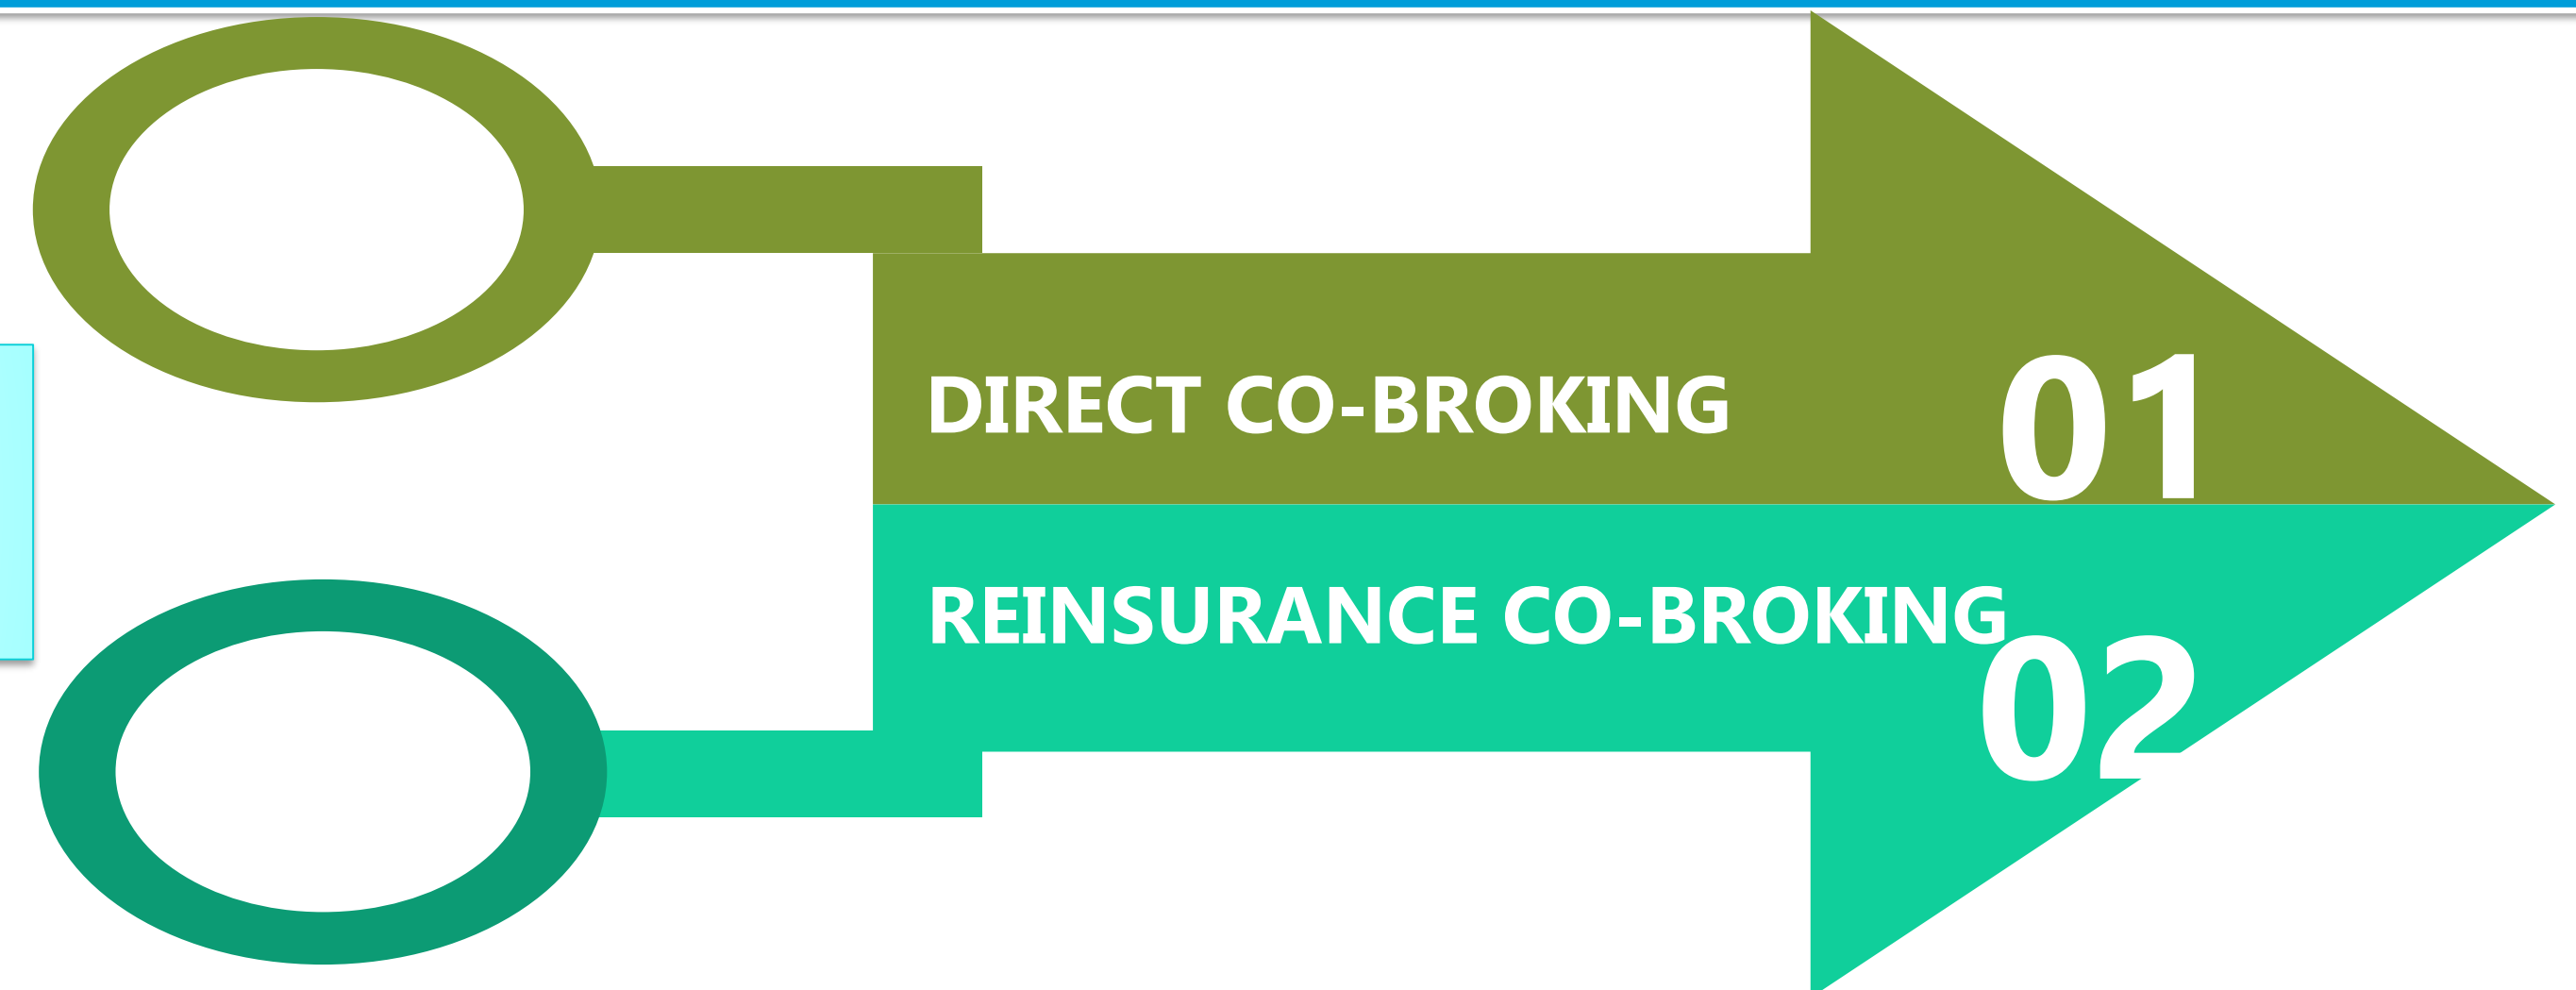 DIRECT CO-BROKING
01
REINSURANCE CO-BROKING
02